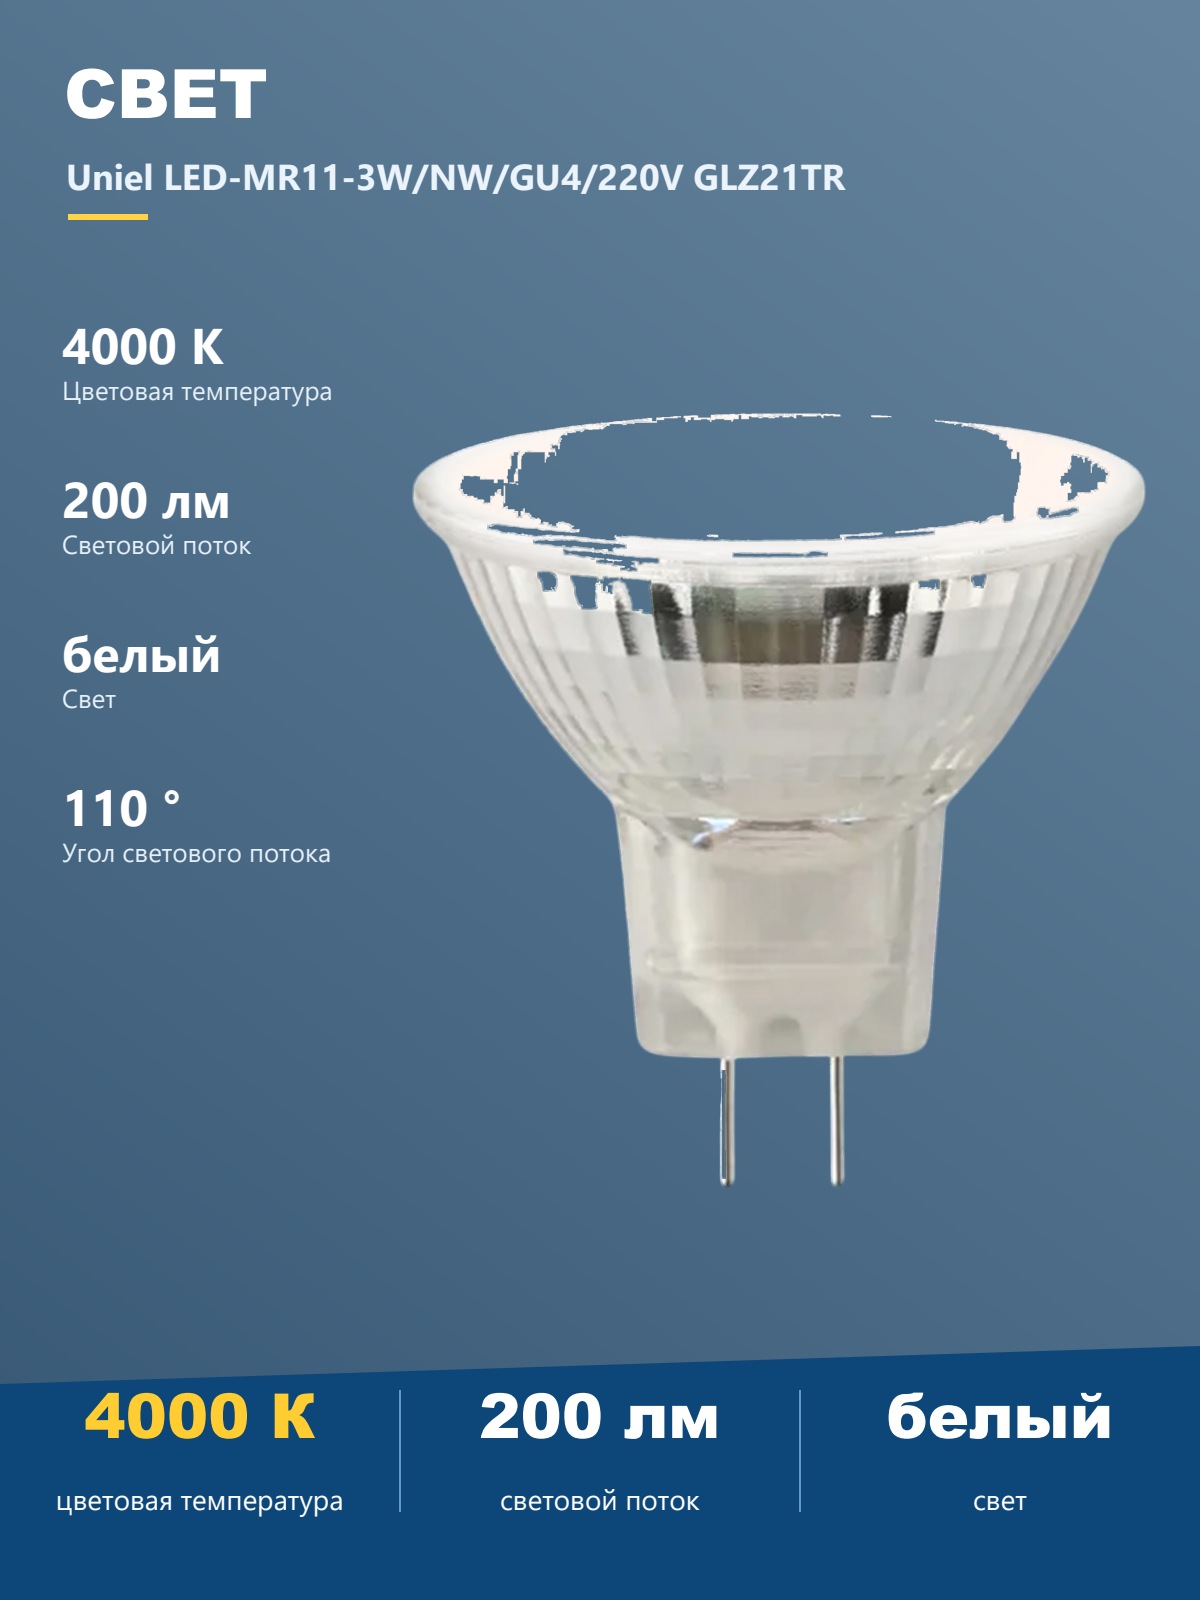 СВЕТ
Uniel LED-MR11-3W/NW/GU4/220V GLZ21TR
4000 К
Цветовая температура
200 лм
Световой поток
белый
Свет
110 °
Угол светового потока
4000 К
цветовая температура
200 лм
световой поток
белый
свет